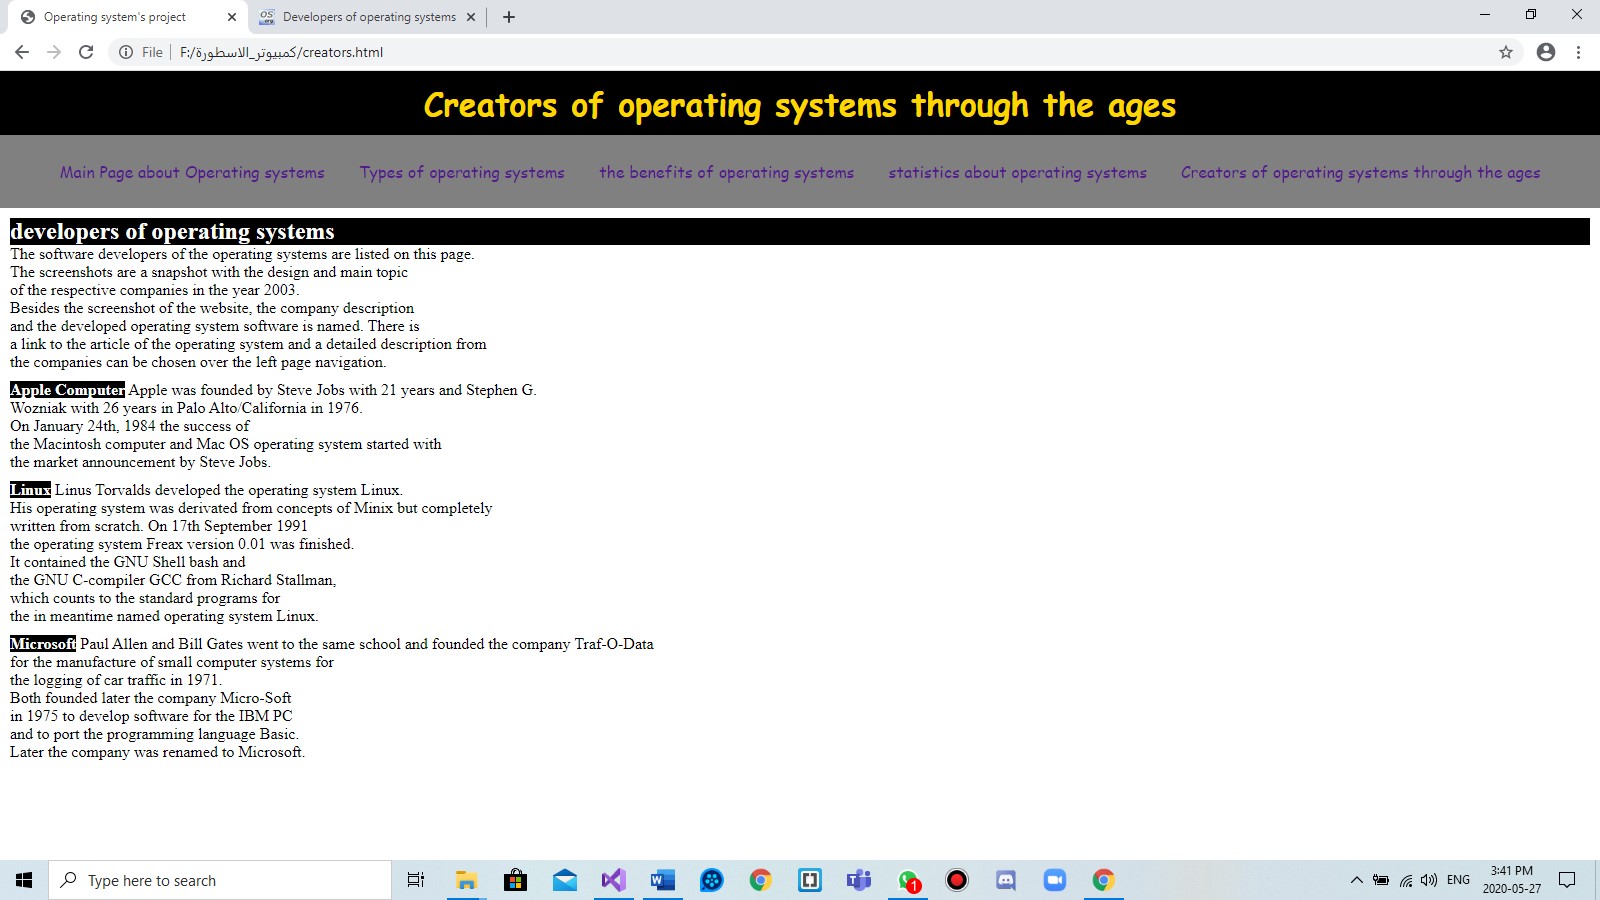 Operating system's project
Developers of operating systems
File F:/كمبيوتر_الاسطورة/creators.html
Creators of operating systems through the ages
Main Page about Operating systems Types of operating systems the benefits of operating systems statistics about operating systems Creators of operating systems through the ages
developers of operating systems
The software developers of the operating systems are listed on this page.
The screenshots are a snapshot with the design and main topic
of the respective companies in the year 2003.
Besides the screenshot of the website, the company description
and the developed operating system software is named. There is
a link to the article of the operating system and a detailed description from
the companies can be chosen over the left page navigation.
Apple Computer Apple was founded by Steve Jobs with 21 years and Stephen G.
Wozniak with 26 years in Palo Alto/California in 1976.
On January 24th, 1984 the success of
the Macintosh computer and Mac OS operating system started with
the market announcement by Steve Jobs.
Linux Linus Torvalds developed the operating system Linux.
His operating system was derivated from concepts of Minix but completely
written from scratch. On 17th September 1991
the operating system Freax version 0.01 was finished.
It contained the GNU Shell bash and
the GNU C-compiler GCC from Richard Stallman,
which counts to the standard programs for
the in meantime named operating system Linux.
Microsoft Paul Allen and Bill Gates went to the same school and founded the company Traf-O-Data
for the manufacture of small computer systems for
the logging of car traffic in 1971.
Both founded later the company Micro-Soft
in 1975 to develop software for the IBM PC
and to port the programming language Basic.
Later the company was renamed to Microsoft.
Type here to search
1
ENG
3:41 PM
2020-05-27